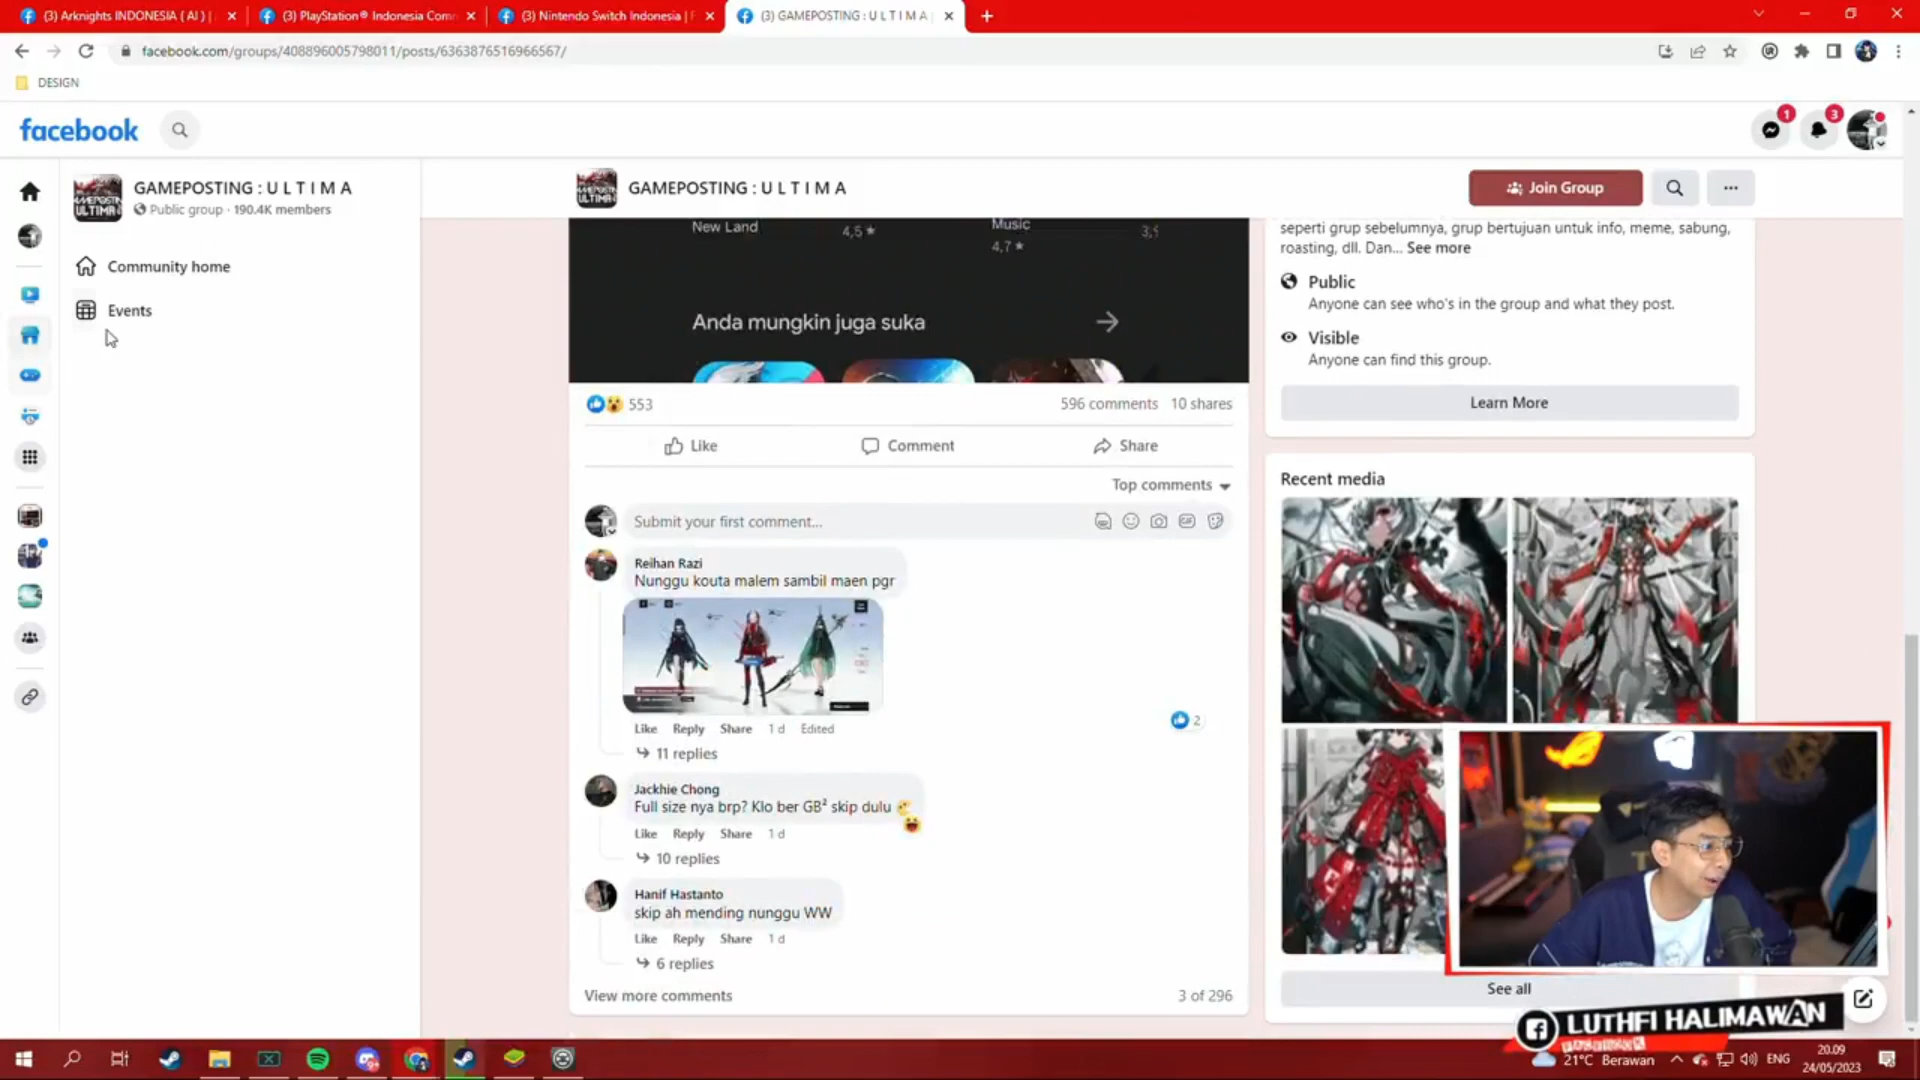 (3) Arknights INDONESIA ( AI ) |
(3) PlayStation® Indonesia Com
(3) Nintendo Switch Indonesia | F
(3) GAMEPOSTING : U L T I M A
facebook.com/groups/408896005798011/posts/6363876516966567/
DESIGN
facebook
1
3
GAMEPOSTING : U L T I M A
Public group · 190.4K members
Community home
Events
GAMEPOSTING : U L T I M A
Join Group
New Land
4,5 ★
Music
4,7 ★
Anda mungkin juga suka
553
596 comments 10 shares
Like
Comment
Share
Top comments
Submit your first comment...
Reihan Razi
Nunggu kouta malem sambil maen pgr
Like Reply Share 1 d Edited
2
11 replies
Jackhie Chong
Full size nya brp? Klo ber GB² skip dulu
Like Reply Share 1 d
10 replies
Hanif Hastanto
skip ah mending nunggu WW
Like Reply Share 1 d
6 replies
View more comments
3 of 296
seperti grup sebelumnya, grup bertujuan untuk info, meme, sabung,
roasting, dll. Dan... See more
Public
Anyone can see who's in the group and what they post.
Visible
Anyone can find this group.
Learn More
Recent media
See all
LUTHFI HALIMAWAN
FACEBOOK
21°C Berawan
ENG
20.09
24/05/2023